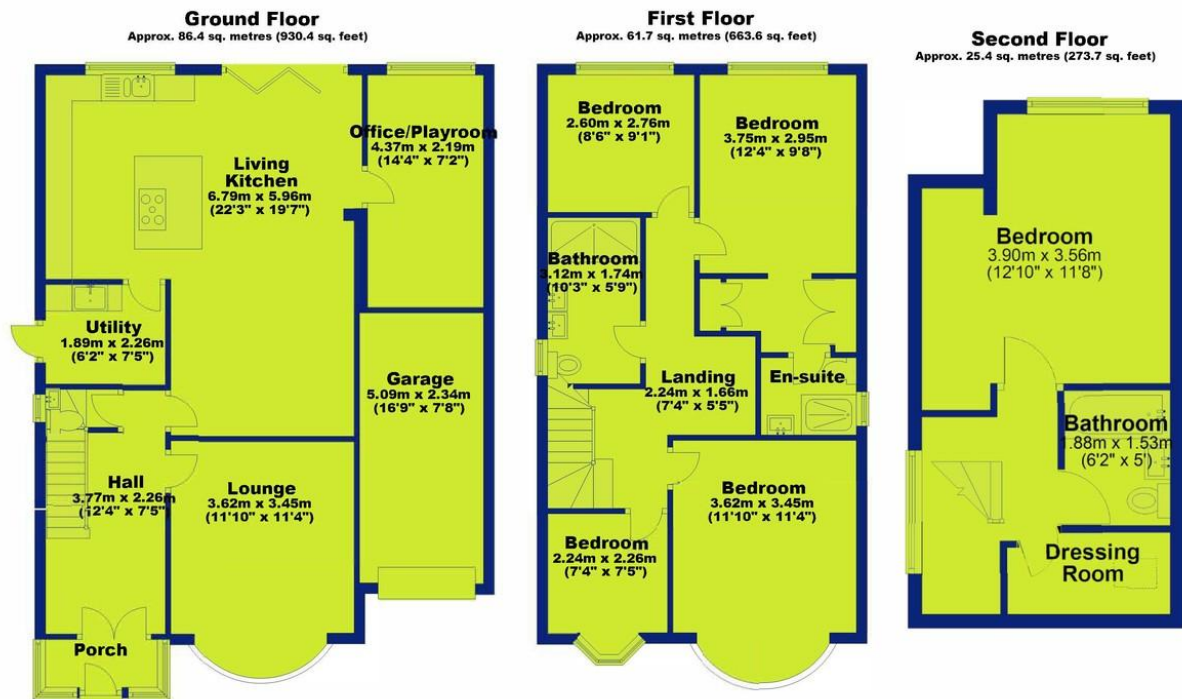 Ground Floor
Approx. 86.4 sq. metres (930.4 sq. feet)
Office/Playroom
4.37m x 2.19m
(14'4" x 7'2")
Living
Kitchen
6.79m x 5.96m
(22'3" x 19'7")
Utility
1.89m x 2.26m
(6'2" x 7'5")
Garage
5.09m x 2.34m
(16'9" x 7'8")
Hall
3.77m x 2.26m
(12'4" x 7'5")
Lounge
3.62m x 3.45m
(11'10" x 11'4")
Porch
First Floor
Approx. 61.7 sq. metres (663.6 sq. feet)
Bedroom
2.60m x 2.76m
(8'6" x 9'1")
Bedroom
3.75m x 2.95m
(12'4" x 9'8")
Bathroom
3.12m x 1.74m
(10'3" x 5'9")
Landing
2.24m x 1.66m
(7'4" x 5'5")
En-suite
Bedroom
3.62m x 3.45m
(11'10" x 11'4")
Bedroom
2.24m x 2.26m
(7'4" x 7'5")
Second Floor
Approx. 25.4 sq. metres (273.7 sq. feet)
Bedroom
3.90m x 3.56m
(12'10" x 11'8")
Bathroom
1.88m x 1.53m
(6'2" x 5')
Dressing
Room